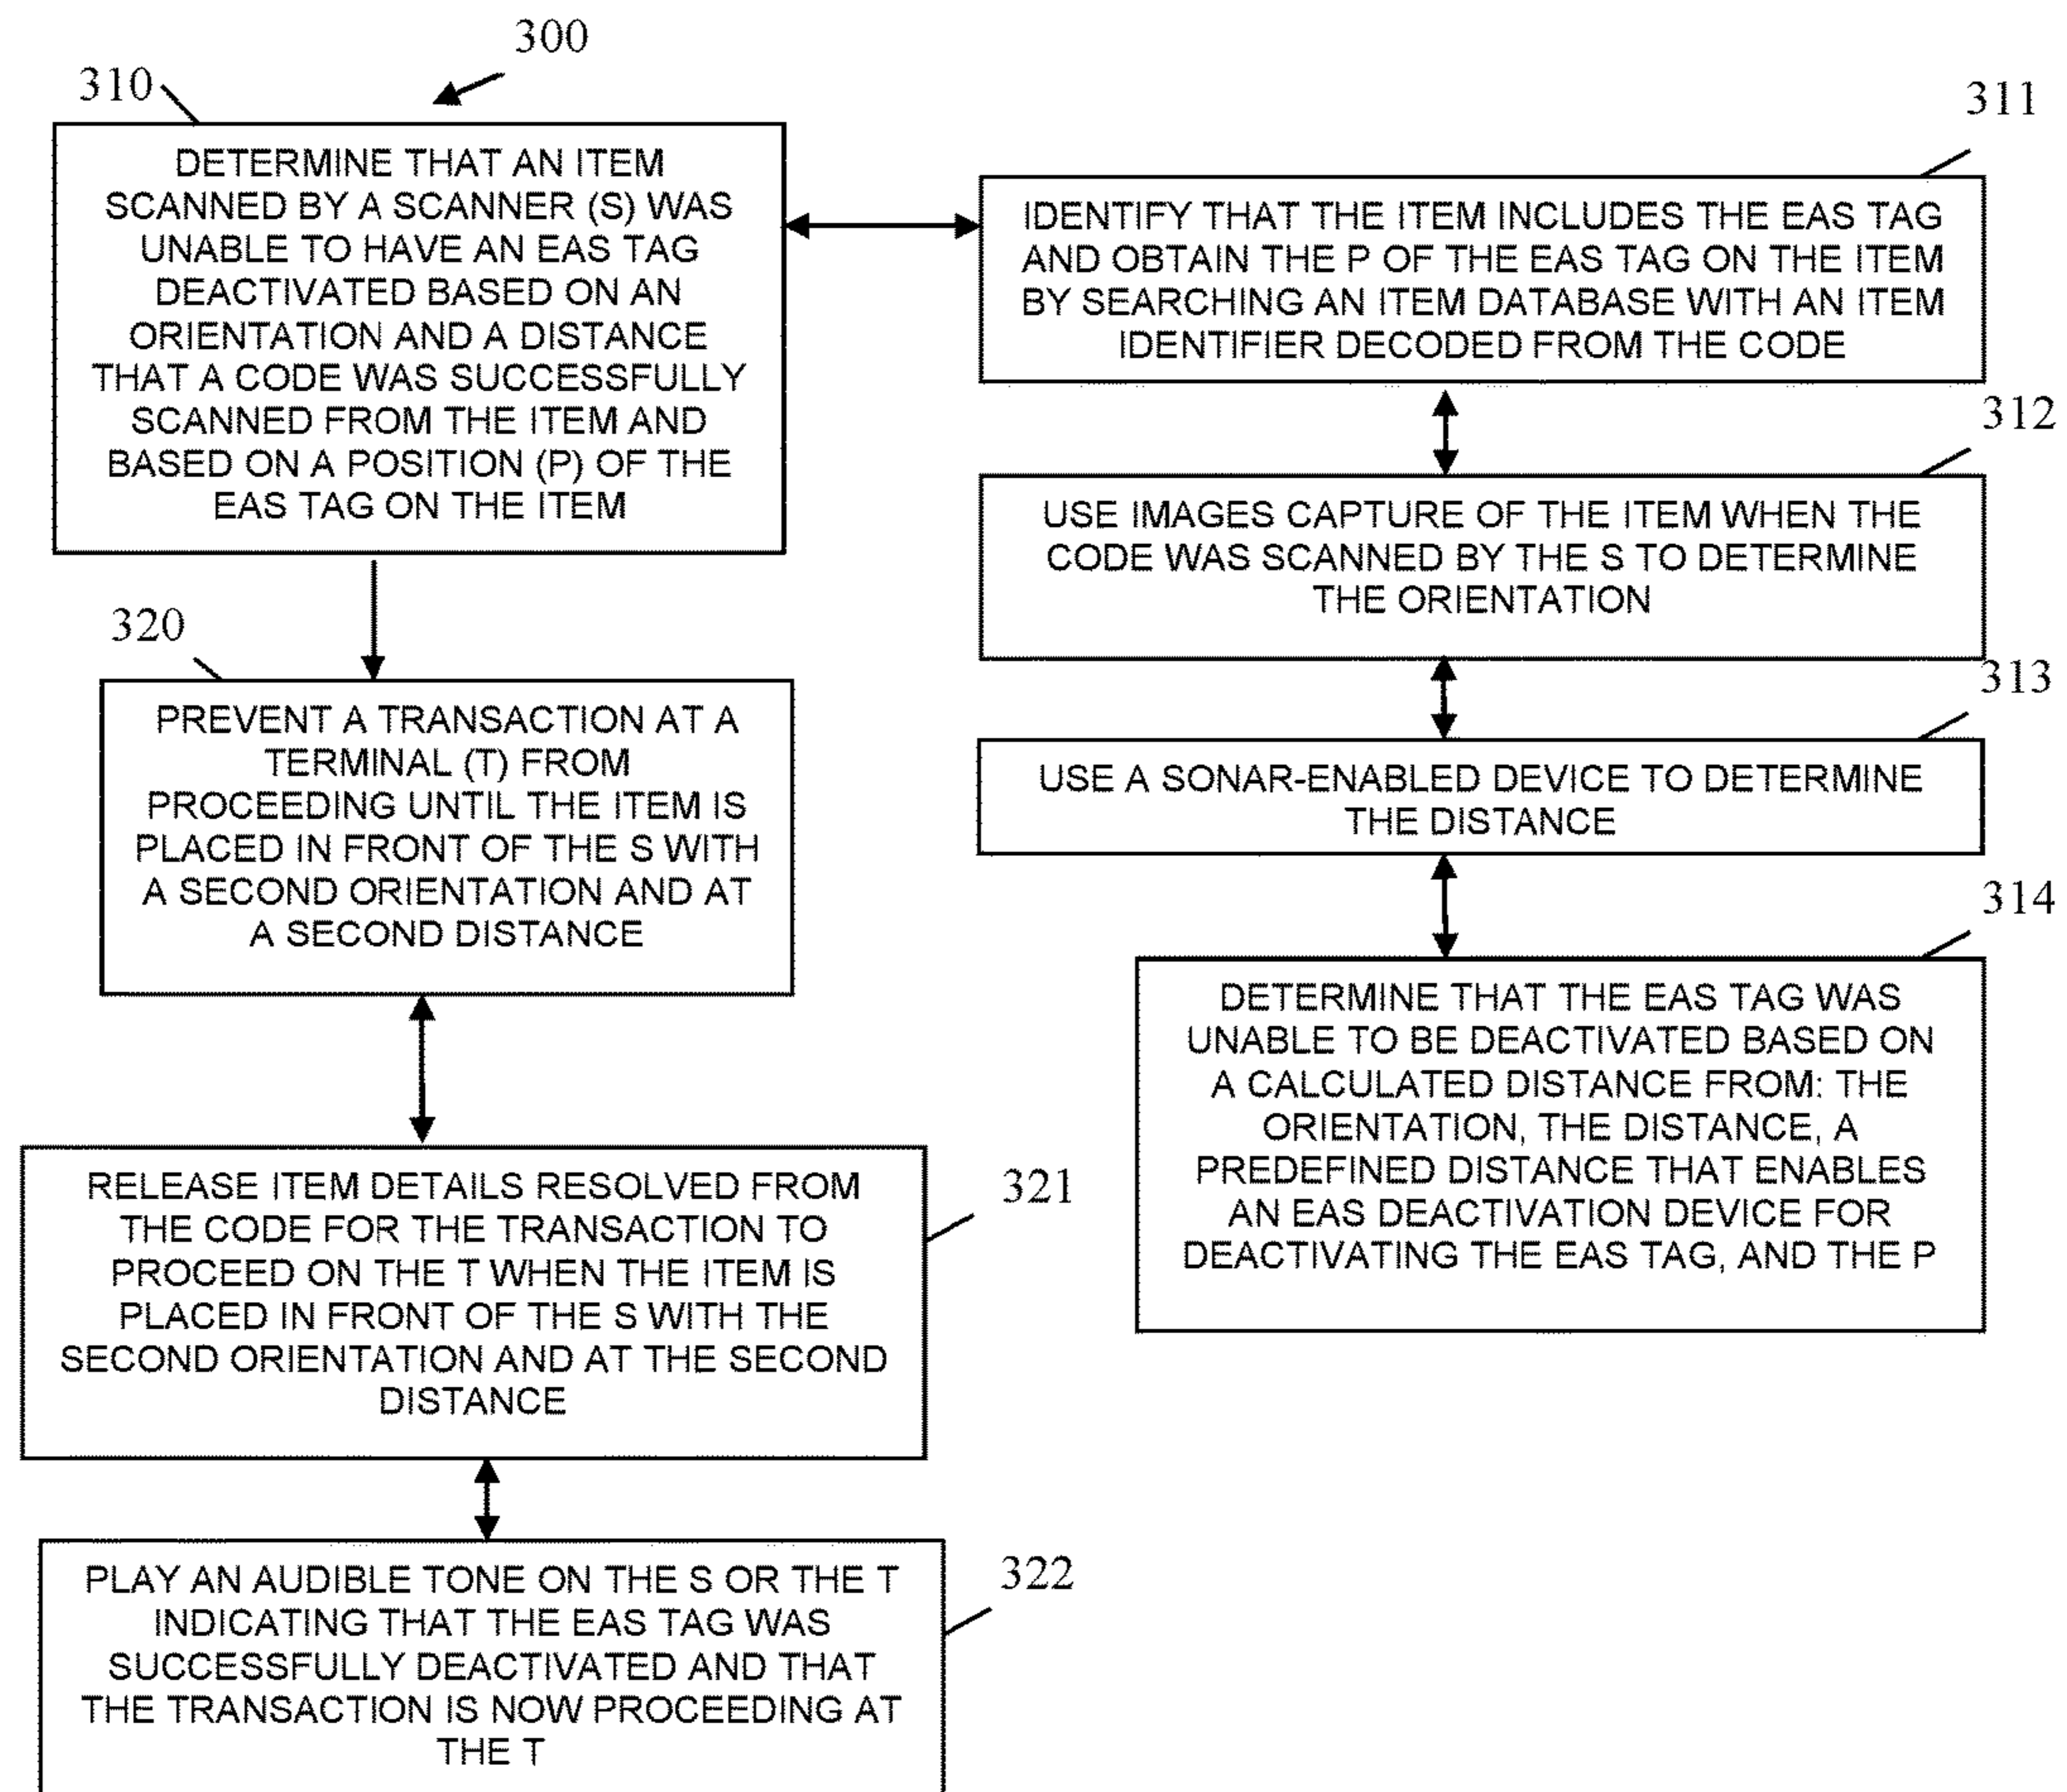 300
310
DETERMINE THAT AN ITEM
SCANNED BY A SCANNER (S) WAS
UNABLE TO HAVE AN EAS TAG
DEACTIVATED BASED ON AN
ORIENTATION AND A DISTANCE
THAT A CODE WAS SUCCESSFULLY
SCANNED FROM THE ITEM AND
BASED ON A POSITION (P) OF THE
EAS TAG ON THE ITEM
311
IDENTIFY THAT THE ITEM INCLUDES THE EAS TAG
AND OBTAIN THE P OF THE EAS TAG ON THE ITEM
BY SEARCHING AN ITEM DATABASE WITH AN ITEM
IDENTIFIER DECODED FROM THE CODE
312
USE IMAGES CAPTURE OF THE ITEM WHEN THE
CODE WAS SCANNED BY THE S TO DETERMINE
THE ORIENTATION
313
USE A SONAR-ENABLED DEVICE TO DETERMINE
THE DISTANCE
314
DETERMINE THAT THE EAS TAG WAS
UNABLE TO BE DEACTIVATED BASED ON
A CALCULATED DISTANCE FROM: THE
ORIENTATION, THE DISTANCE, A
PREDEFINED DISTANCE THAT ENABLES
AN EAS DEACTIVATION DEVICE FOR
DEACTIVATING THE EAS TAG, AND THE P
320
PREVENT A TRANSACTION AT A
TERMINAL (T) FROM
PROCEEDING UNTIL THE ITEM IS
PLACED IN FRONT OF THE S WITH
A SECOND ORIENTATION AND AT
A SECOND DISTANCE
321
RELEASE ITEM DETAILS RESOLVED FROM
THE CODE FOR THE TRANSACTION TO
PROCEED ON THE T WHEN THE ITEM IS
PLACED IN FRONT OF THE S WITH THE
SECOND ORIENTATION AND AT THE SECOND
DISTANCE
322
PLAY AN AUDIBLE TONE ON THE S OR THE T
INDICATING THAT THE EAS TAG WAS
SUCCESSFULLY DEACTIVATED AND THAT
THE TRANSACTION IS NOW PROCEEDING AT
THE T